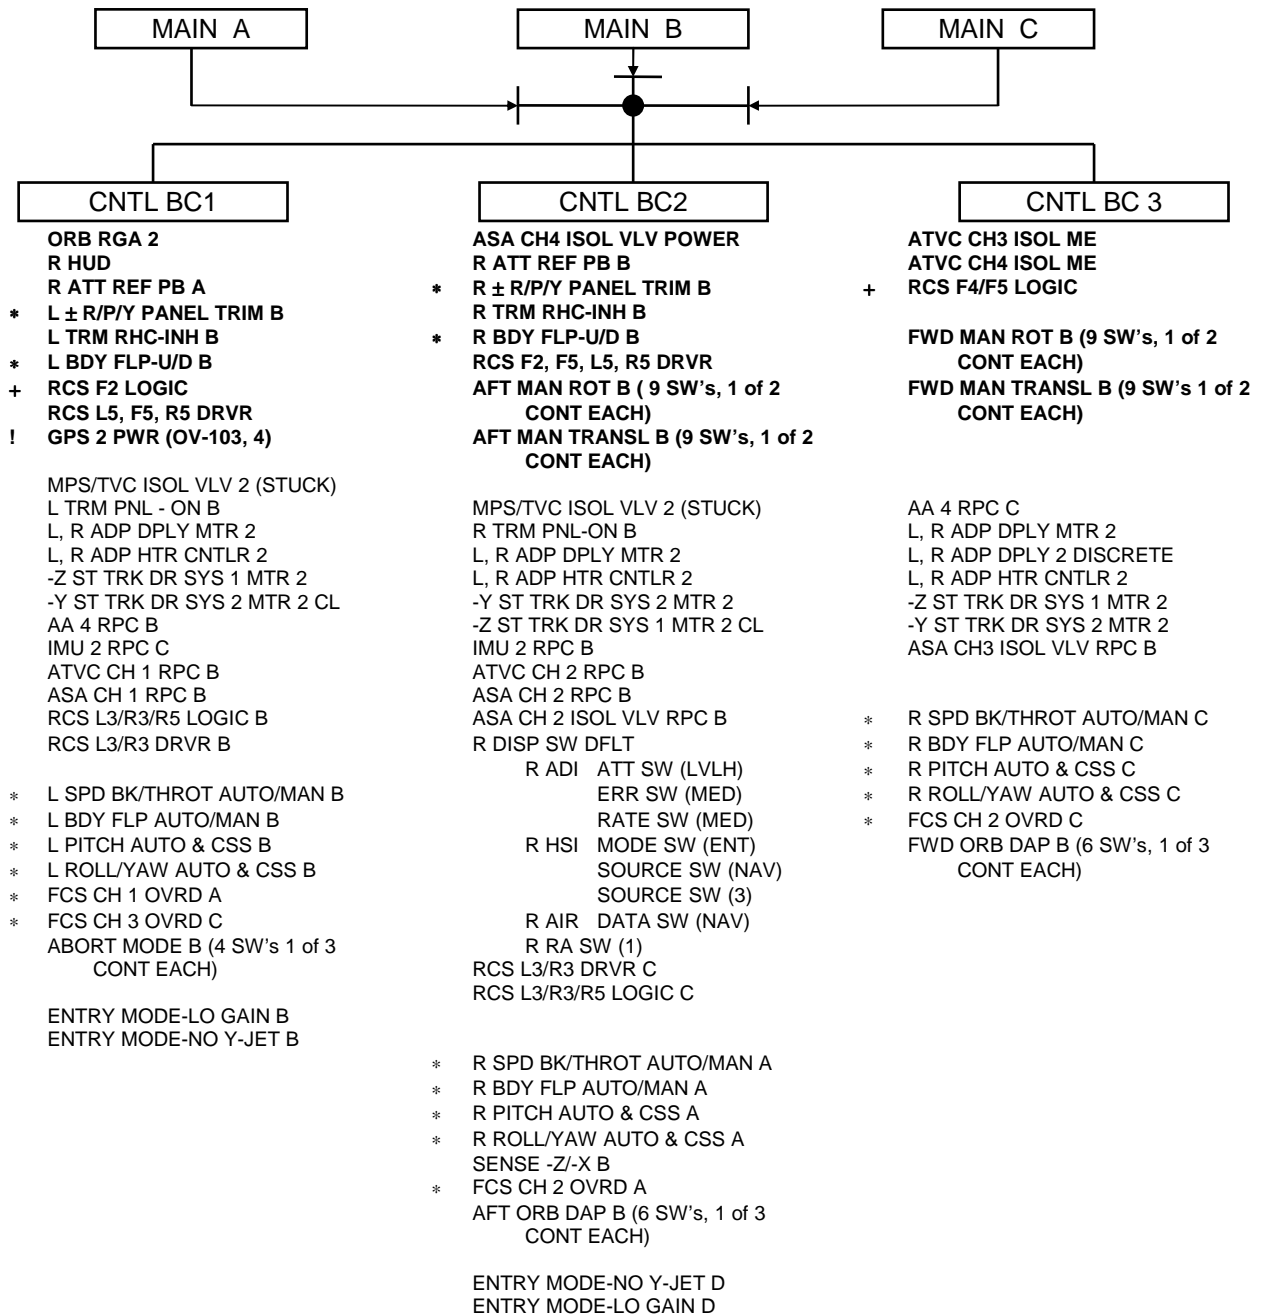 MAIN A
MAIN B
MAIN C
CNTL BC1
ORB RGA 2
R HUD
R ATT REF PB A
* L ± R/P/Y PANEL TRIM B
L TRM RHC-INH B
* L BDY FLP-U/D B
+ RCS F2 LOGIC
RCS L5, F5, R5 DRVR
! GPS 2 PWR (OV-103, 4)
MPS/TVC ISOL VLV 2 (STUCK)
L TRM PNL - ON B
L, R ADP DPLY MTR 2
L, R ADP HTR CNTLR 2
-Z ST TRK DR SYS 1 MTR 2
-Y ST TRK DR SYS 2 MTR 2 CL
AA 4 RPC B
IMU 2 RPC C
ATVC CH 1 RPC B
ASA CH 1 RPC B
RCS L3/R3/R5 LOGIC B
RCS L3/R3 DRVR B
* L SPD BK/THROT AUTO/MAN B
* L BDY FLP AUTO/MAN B
* L PITCH AUTO & CSS B
* L ROLL/YAW AUTO & CSS B
* FCS CH 1 OVRD A
* FCS CH 3 OVRD C
ABORT MODE B (4 SW's 1 of 3
CONT EACH)
ENTRY MODE-LO GAIN B
ENTRY MODE-NO Y-JET B
CNTL BC2
ASA CH4 ISOL VLV POWER
R ATT REF PB B
* R ± R/P/Y PANEL TRIM B
R TRM RHC-INH B
* R BDY FLP-U/D B
RCS F2, F5, L5, R5 DRVR
AFT MAN ROT B ( 9 SW's, 1 of 2
CONT EACH)
AFT MAN TRANSL B (9 SW's, 1 of 2
CONT EACH)
MPS/TVC ISOL VLV 2 (STUCK)
R TRM PNL-ON B
L, R ADP DPLY MTR 2
L, R ADP HTR CNTLR 2
-Y ST TRK DR SYS 2 MTR 2
-Z ST TRK DR SYS 1 MTR 2 CL
IMU 2 RPC B
ATVC CH 2 RPC B
ASA CH 2 RPC B
ASA CH 2 ISOL VLV RPC B
R DISP SW DFLT
R ADI ATT SW (LVLH)
ERR SW (MED)
RATE SW (MED)
R HSI MODE SW (ENT)
SOURCE SW (NAV)
SOURCE SW (3)
R AIR DATA SW (NAV)
R RA SW (1)
RCS L3/R3 DRVR C
RCS L3/R3/R5 LOGIC C
* R SPD BK/THROT AUTO/MAN A
* R BDY FLP AUTO/MAN A
* R PITCH AUTO & CSS A
* R ROLL/YAW AUTO & CSS A
SENSE -Z/-X B
* FCS CH 2 OVRD A
AFT ORB DAP B (6 SW's, 1 of 3
CONT EACH)
ENTRY MODE-NO Y-JET D
ENTRY MODE-LO GAIN D
CNTL BC 3
ATVC CH3 ISOL ME
ATVC CH4 ISOL ME
+ RCS F4/F5 LOGIC
FWD MAN ROT B (9 SW's, 1 of 2
CONT EACH)
FWD MAN TRANSL B (9 SW's 1 of 2
CONT EACH)
AA 4 RPC C
L, R ADP DPLY MTR 2
L, R ADP DPLY 2 DISCRETE
L, R ADP HTR CNTLR 2
-Z ST TRK DR SYS 1 MTR 2
-Y ST TRK DR SYS 2 MTR 2
ASA CH3 ISOL VLV RPC B
* R SPD BK/THROT AUTO/MAN C
* R BDY FLP AUTO/MAN C
* R PITCH AUTO & CSS C
* R ROLL/YAW AUTO & CSS C
* FCS CH 2 OVRD C
FWD ORB DAP B (6 SW's, 1 of 3
CONT EACH)